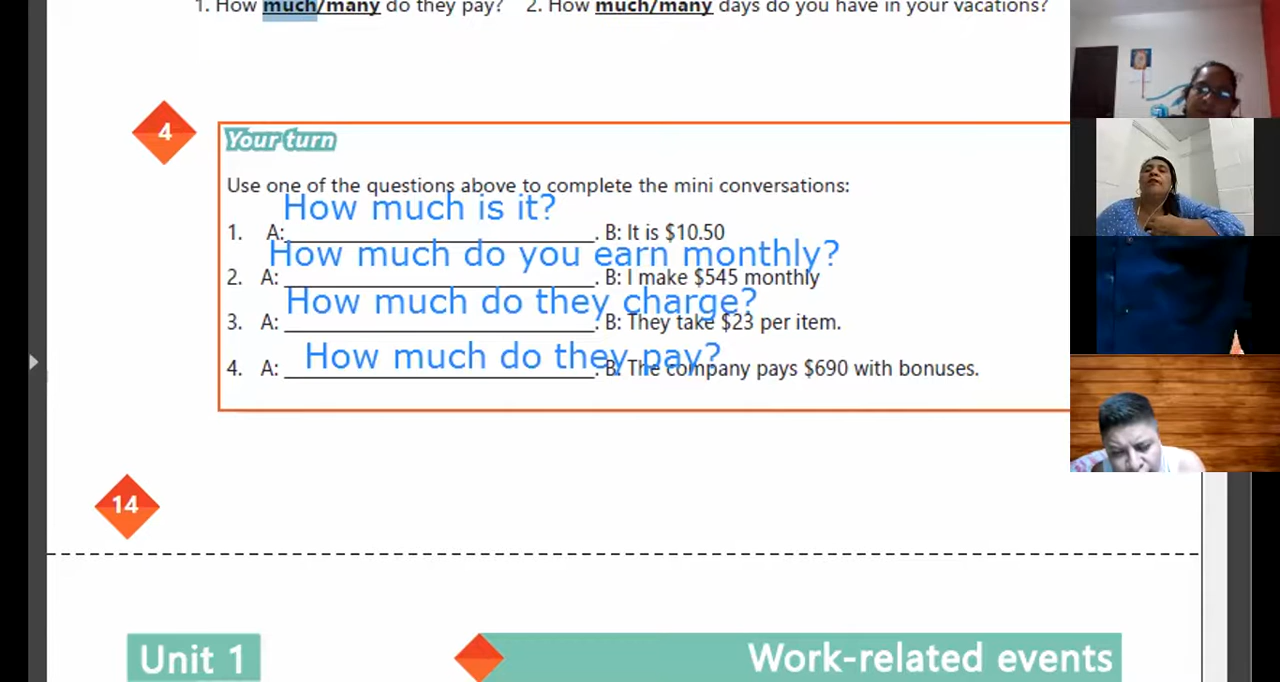 1. How much/many do they pay? 2. How much/many days do you have in your vacations?
4
Your turn
Use one of the questions above to complete the mini conversations:
How much is it?
1. A:____________________. B: It is $10.50
How much do you earn monthly?
2. A: ____________________. B: I make $545 monthly
How much do they charge?
3. A: ____________________. B: They take $23 per item.
How much do they pay?
4. A: ____________________. B: The company pays $690 with bonuses.
14
Unit 1
Work-related events